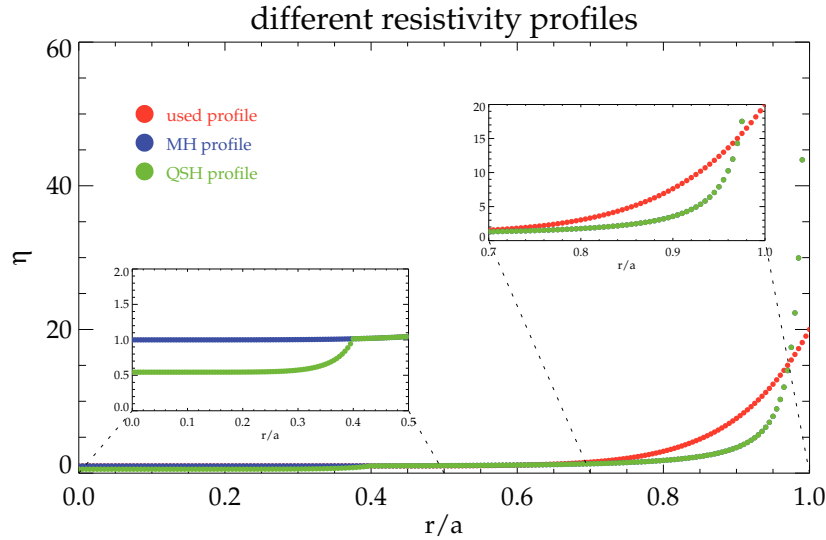 different resistivity profiles
60
40
20
0
η
used profile
MH profile
QSH profile
20
15
10
5
0
0.7 0.8 0.9 1.0
r/a
2.0
1.5
1.0
0.5
0.0
0.0 0.1 0.2 0.3 0.4 0.5
r/a
0.0 0.2 0.4 0.6 0.8 1.0
r/a